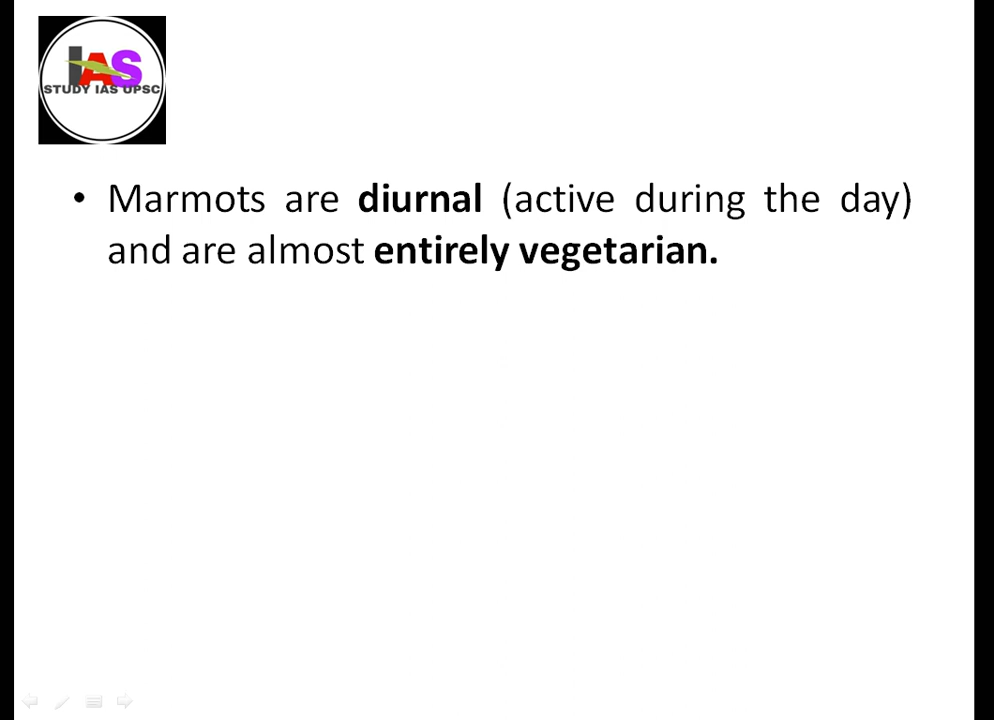 IAS
STUDY IAS UPSC
• Marmots are diurnal (active during the day)
and are almost entirely vegetarian.